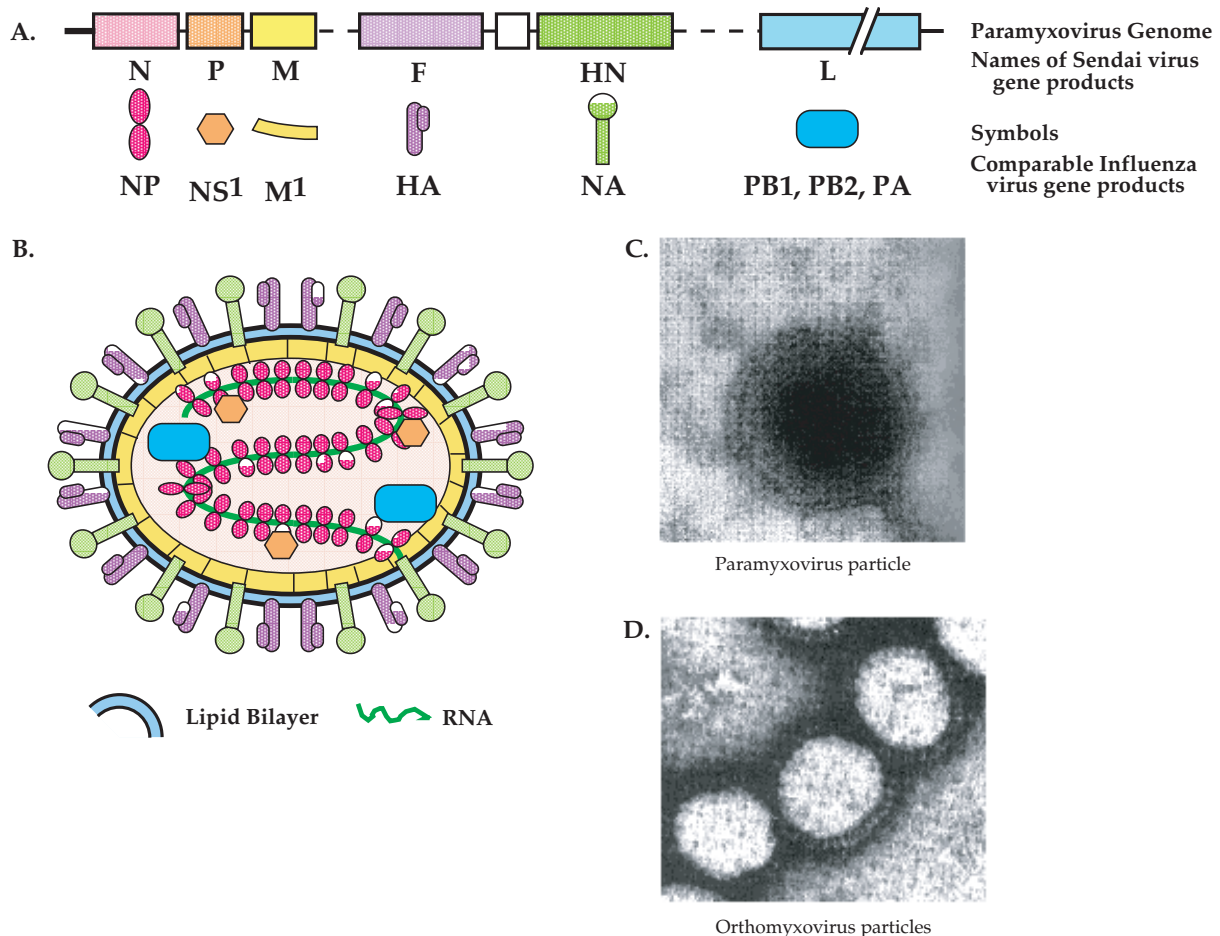 A.
Paramyxovirus Genome
N P M F HN L
Names of Sendai virus
gene products
Symbols
NP NS1 M1 HA NA PB1, PB2, PA
Comparable Influenza
virus gene products
B.
C.
Paramyxovirus particle
D.
Lipid Bilayer RNA
Orthomyxovirus particles